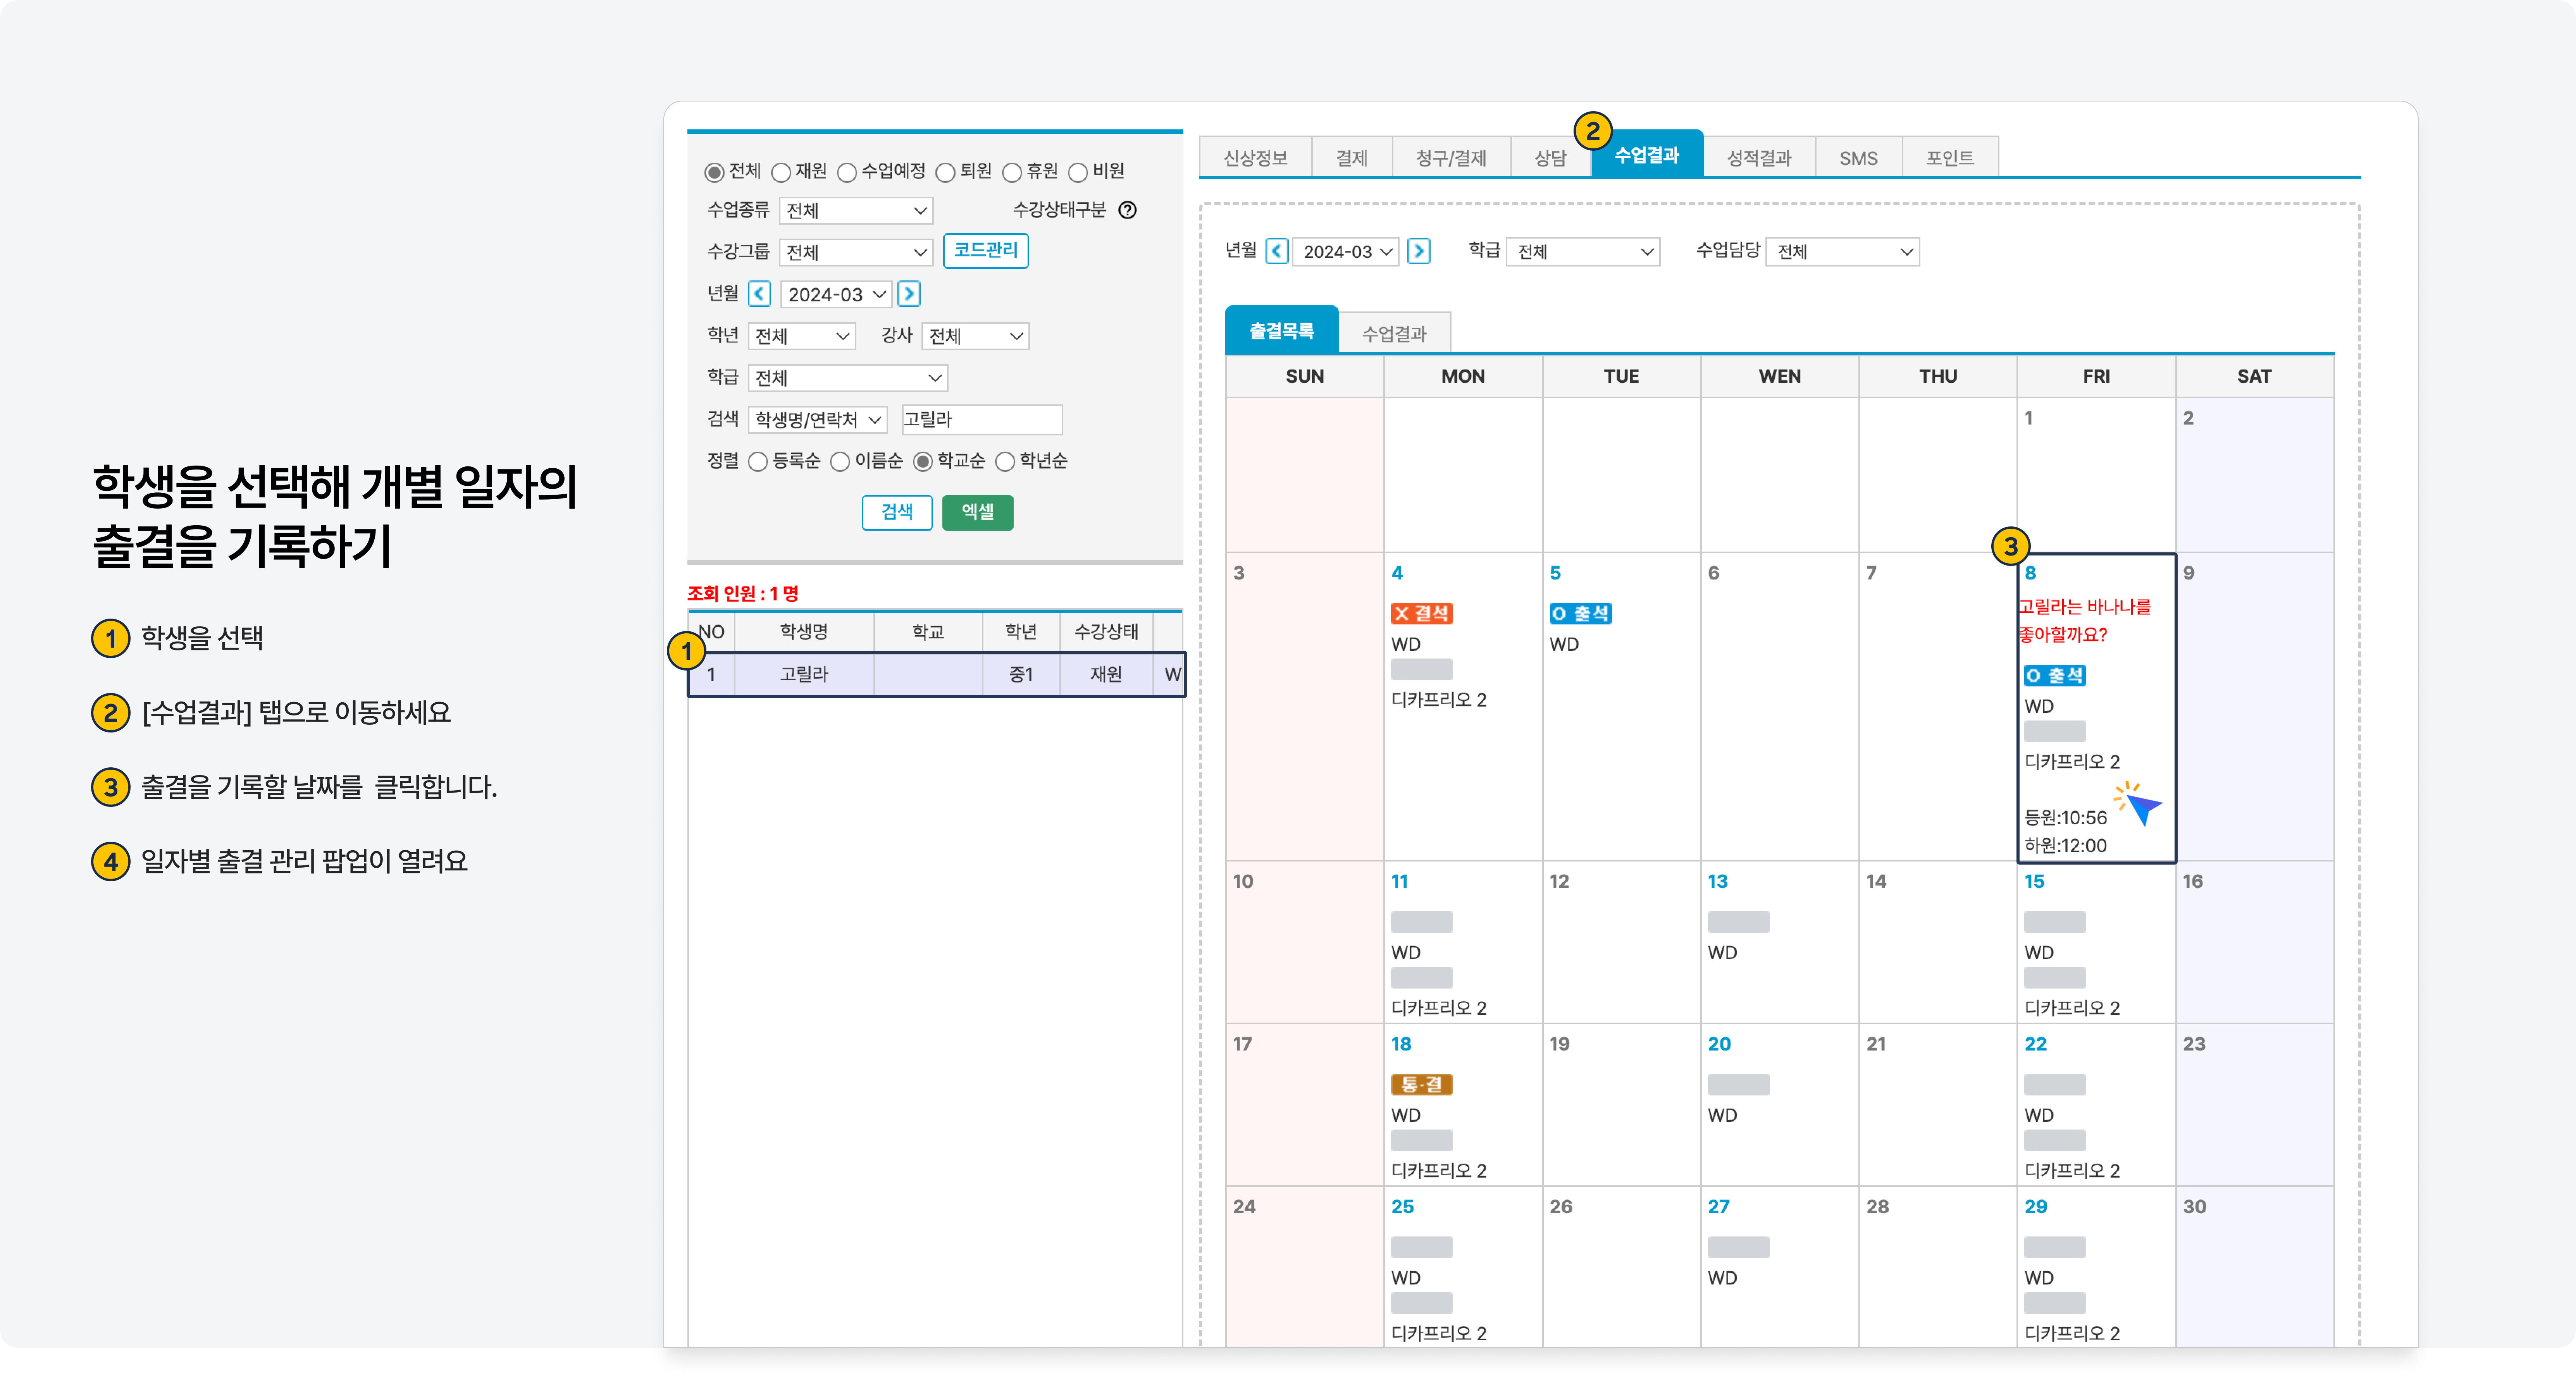 학생을 선택해 개별 일자의
출결을 기록하기
1 학생을 선택
2 [수업결과] 탭으로 이동하세요
3 출결을 기록할 날짜를 클릭합니다.
4 일자별 출결 관리 팝업이 열려요
전체 재원 수업예정 퇴원 휴원 비원
수업종류 전체 수강상태구분 ?
수강그룹 전체 코드관리
년월 2024-03
학년 전체 강사 전체
학급 전체
검색 학생명/연락처 고릴라
정렬 등록순 이름순 학교순 학년순
검색 엑셀
조회 인원 : 1 명
NO 학생명 학교 학년 수강상태
1
1 고릴라 중1 재원 W
2
신상정보 결제 청구/결제 상담 수업결과 성적결과 SMS 포인트
년월 2024-03 학급 전체 수업담당 전체
출결목록 수업결과
SUN MON TUE WEN THU FRI SAT
1 2
3
3 4 5 6 7 8 9
X 결석 O 출석 고릴라는 바나나를
WD WD 좋아할까요?
디카프리오 2 O 출석
WD
디카프리오 2
등원:10:56
하원:12:00
10 11 12 13 14 15 16
WD WD WD
디카프리오 2 디카프리오 2
17 18 19 20 21 22 23
통·결
WD WD WD
디카프리오 2 디카프리오 2
24 25 26 27 28 29 30
WD WD WD
디카프리오 2 디카프리오 2